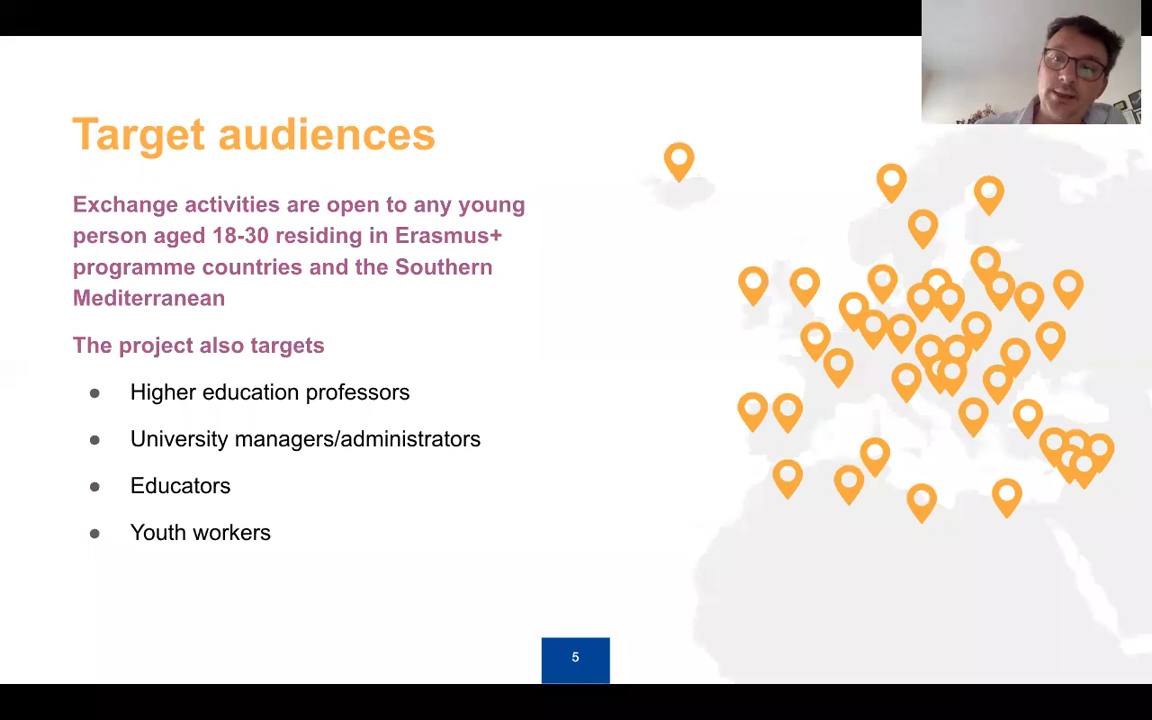 Target audiences
Exchange activities are open to any young
person aged 18-30 residing in Erasmus+
programme countries and the Southern
Mediterranean
The project also targets
● Higher education professors
● University managers/administrators
● Educators
● Youth workers
5